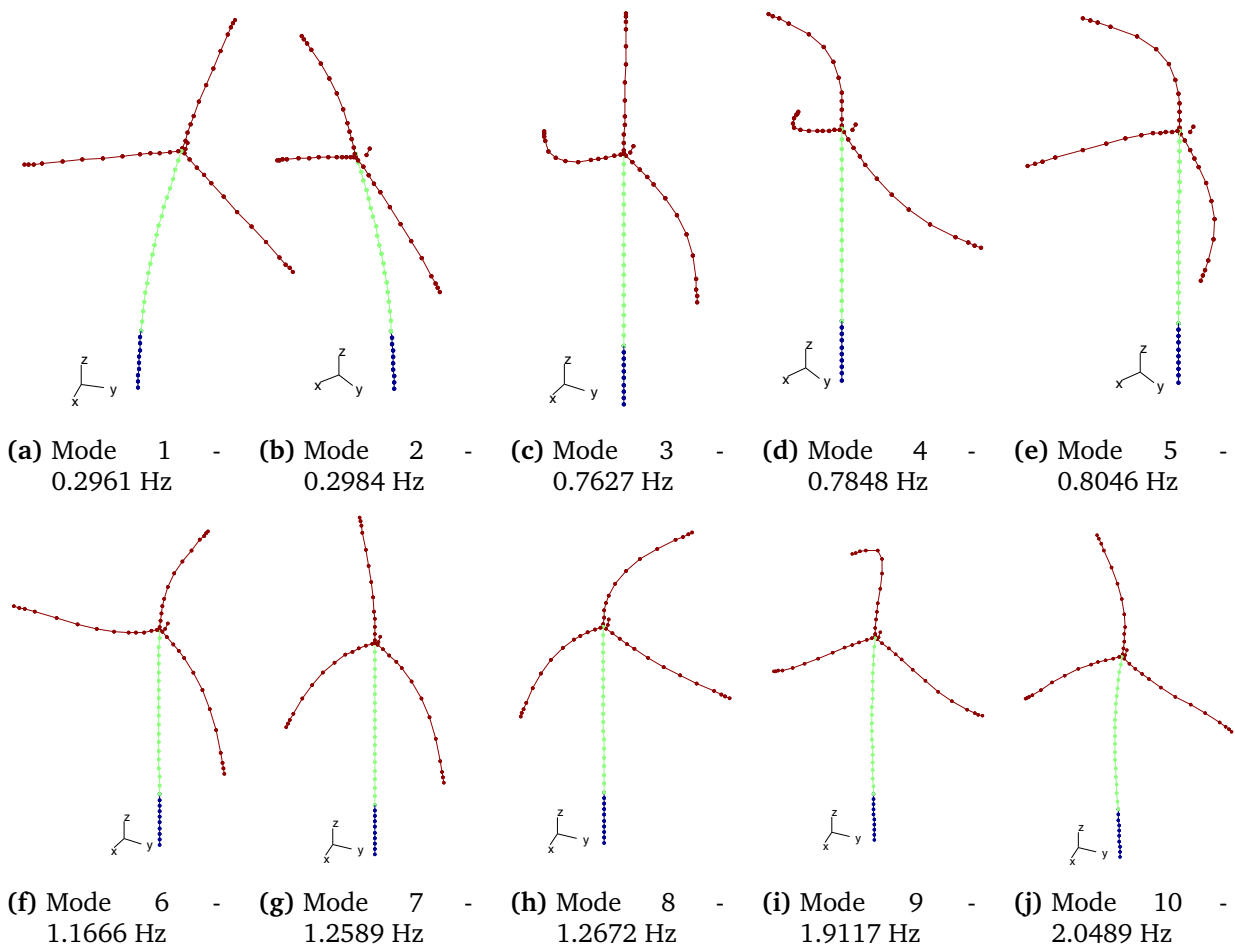 z
y
x
z
x
y
z
x
y
z
x
y
z
x
y
(a) Mode 1 -
0.2961 Hz
(b) Mode 2 -
0.2984 Hz
(c) Mode 3 -
0.7627 Hz
(d) Mode 4 -
0.7848 Hz
(e) Mode 5 -
0.8046 Hz
z
y
x
z
y
x
z
y
x
z
y
x
z
y
x
(f) Mode 6 -
1.1666 Hz
(g) Mode 7 -
1.2589 Hz
(h) Mode 8 -
1.2672 Hz
(i) Mode 9 -
1.9117 Hz
(j) Mode 10 -
2.0489 Hz